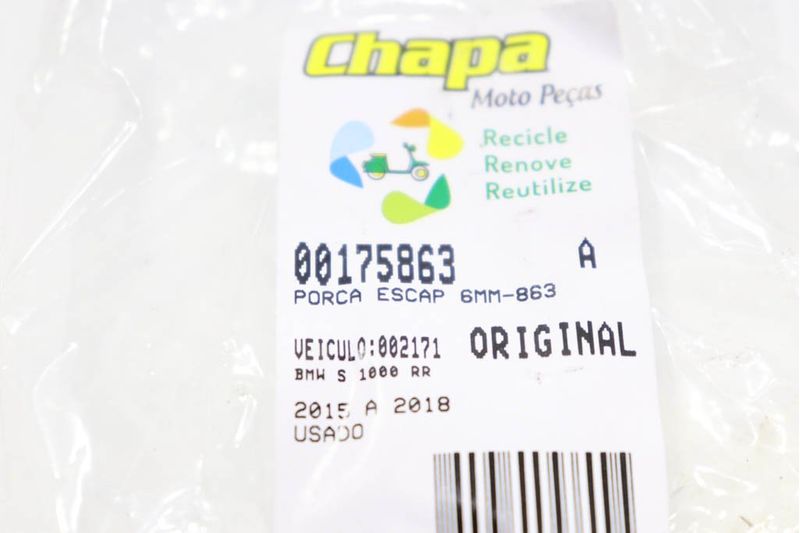 Chapa
Moto Peças
Recicle
Renove
Reutilize
00175863 A
PORCA ESCAP 6MM-863
VEICULO:002171 ORIGINAL
BMW S 1000 RR
2015 A 2018
USADO